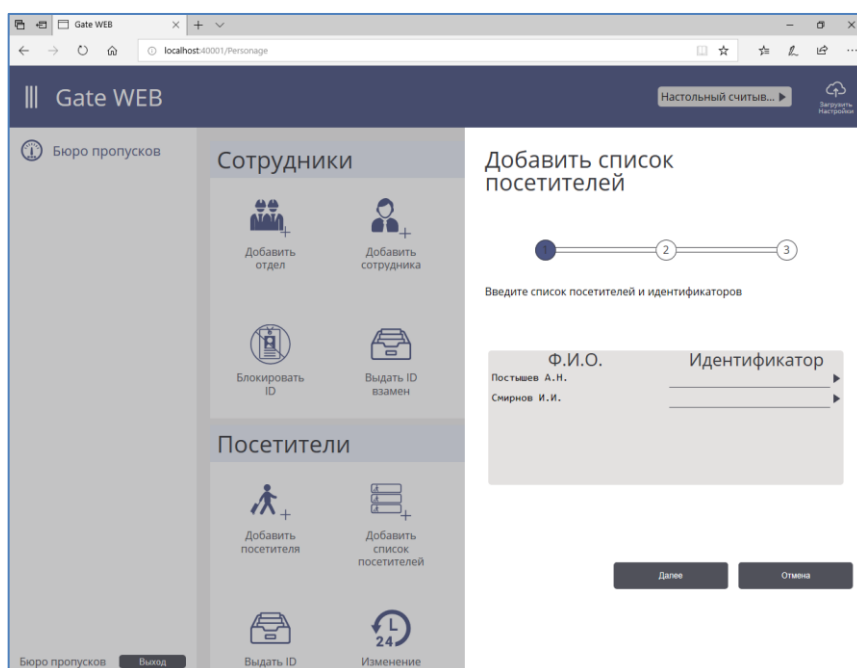 Gate WEB
localhost:40001/Personage
Gate WEB
Настольный считыв...
Загрузить
Настройки
Бюро пропусков
Сотрудники
Добавить
отдел
Добавить
сотрудника
Блокировать
ID
Выдать ID
взамен
Посетители
Добавить
посетителя
Добавить
список
посетителей
24
Выдать ID
Изменение
Бюро пропусков
Выход
Добавить список
посетителей
1
2
3
Введите список посетителей и идентификаторов
Ф.И.О. Идентификатор
Постышев А.Н.
Смирнов И.И.
Далее
Отмена